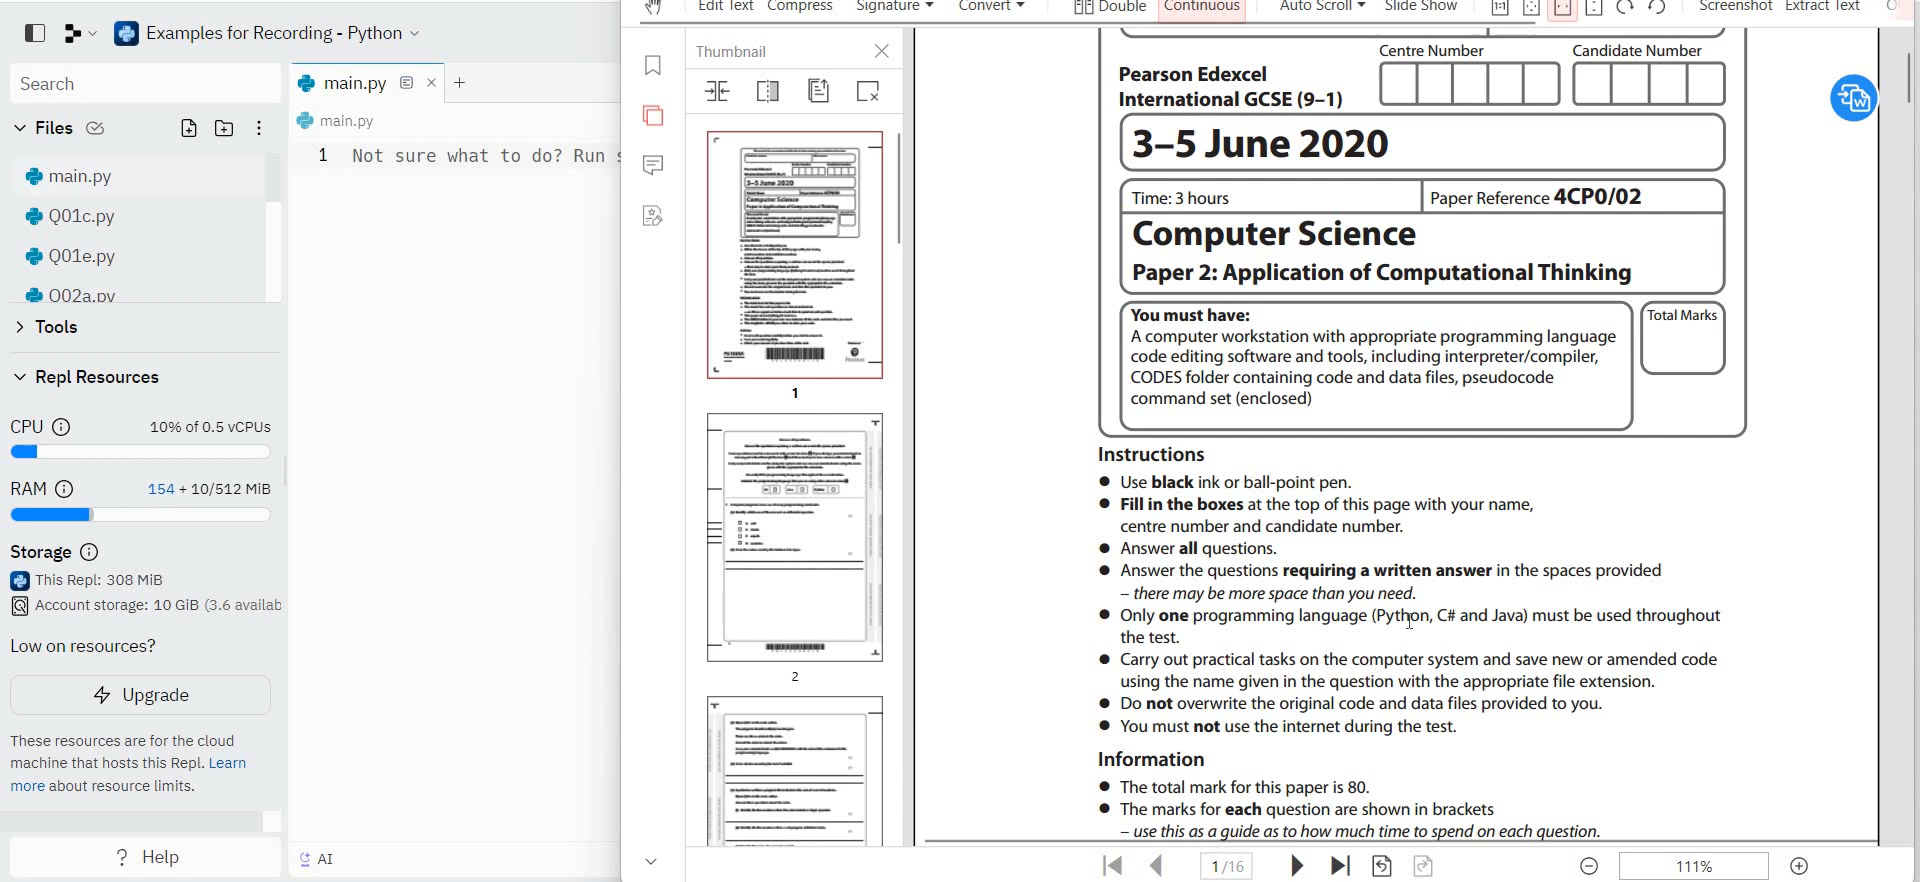 Examples for Recording - Python
Search
Files
main.py
Q01c.py
Q01e.py
Q02a.py
Tools
Repl Resources
CPU
10% of 0.5 vCPUs
RAM
154 + 10/512 MiB
Storage
This Repl: 308 MiB
Account storage: 10 GiB (3.6 availab
Low on resources?
Upgrade
These resources are for the cloud
machine that hosts this Repl. Learn
more about resource limits.
Help
main.py
main.py
1 Not sure what to do? Run s
AI
Edit Text Compress Signature Convert Double Continuous Auto Scroll Slide Show Screenshot Extract Text
Thumbnail
1
2
Centre Number
Candidate Number
Pearson Edexcel
International GCSE (9–1)
3–5 June 2020
Time: 3 hours
Paper Reference 4CP0/02
Computer Science
Paper 2: Application of Computational Thinking
You must have:
A computer workstation with appropriate programming language
code editing software and tools, including interpreter/compiler,
CODES folder containing code and data files, pseudocode
command set (enclosed)
Total Marks
Instructions
● Use black ink or ball-point pen.
● Fill in the boxes at the top of this page with your name,
centre number and candidate number.
● Answer all questions.
● Answer the questions requiring a written answer in the spaces provided
– there may be more space than you need.
● Only one programming language (Python, C# and Java) must be used throughout
the test.
● Carry out practical tasks on the computer system and save new or amended code
using the name given in the question with the appropriate file extension.
● Do not overwrite the original code and data files provided to you.
● You must not use the internet during the test.
Information
● The total mark for this paper is 80.
● The marks for each question are shown in brackets
– use this as a guide as to how much time to spend on each question.
1 /16
111%